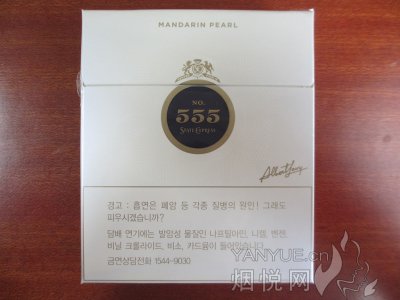 MANDARIN PEARL
NO.
555
STATE EXPRESS
경고 : 흡연은 폐암 등 각종 질병의 원인! 그래도
피우시겠습니까?
담배 연기에는 발암성 물질인 나프틸아민, 니켈, 벤젠,
비닐 크롤라이드, 비소, 카드뮴이 들어있습니다.
금연상담전화 1544-9030
YANYUE.CN
烟悦网